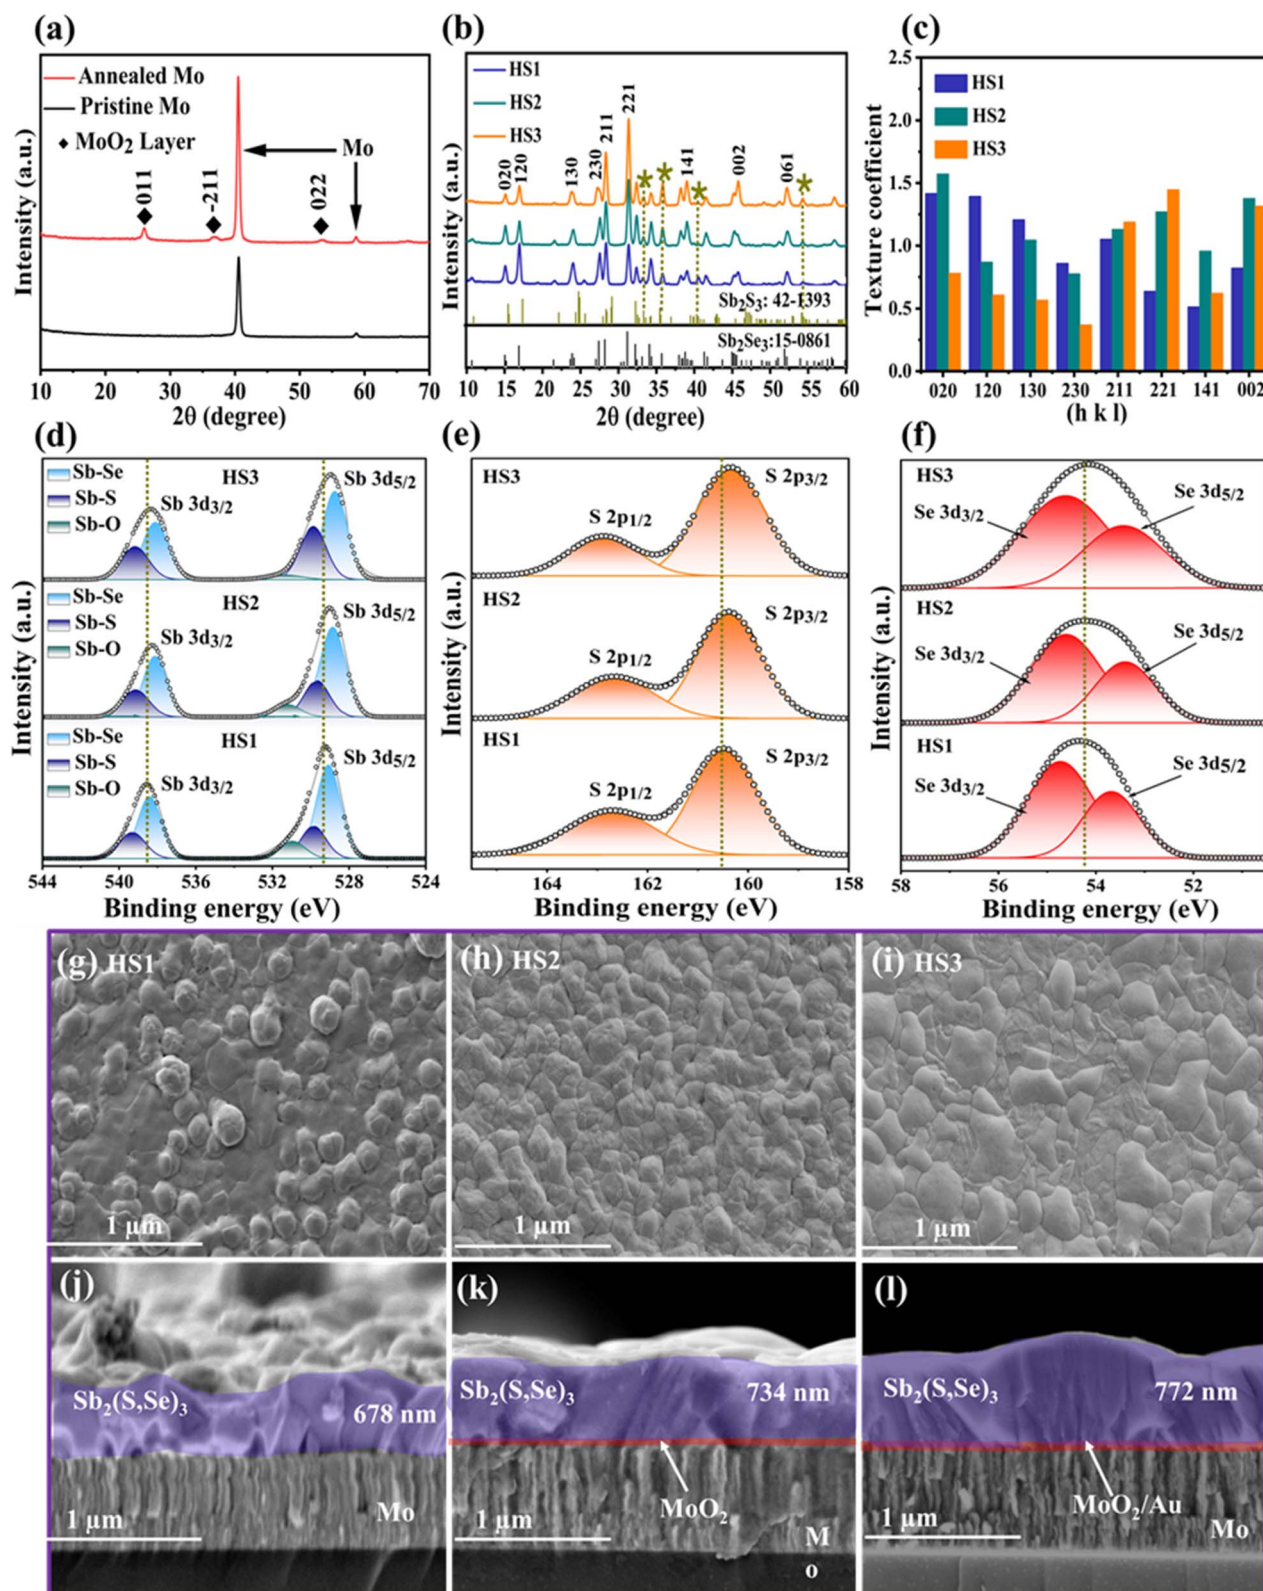 (a)
Annealed Mo
Pristine Mo
MoO2 Layer
Mo
011
-211
022
Intensity (a.u.)
10 20 30 40 50 60 70
2θ (degree)
(b)
HS1
HS2
HS3
020
120
130
230
211
221
141
002
061
Sb2S3: 42-1393
Sb2Se3:15-0861
Intensity (a.u.)
10 15 20 25 30 35 40 45 50 55 60
2θ (degree)
(c)
2.5
2.0
1.5
1.0
0.5
0.0
HS1
HS2
HS3
Texture coefficient
020 120 130 230 211 221 141 002
(h k l)
(d)
Sb-Se
Sb-S
Sb-O
HS3
Sb 3d3/2
Sb 3d5/2
Sb-Se
Sb-S
Sb-O
HS2
Sb 3d3/2
Sb 3d5/2
Sb-Se
Sb-S
Sb-O
HS1
Sb 3d3/2
Sb 3d5/2
Intensity (a.u.)
544 540 532 528 524
Binding energy (eV)
(e)
HS3
S 2p1/2
S 2p3/2
HS2
S 2p1/2
S 2p3/2
HS1
S 2p1/2
S 2p3/2
Intensity (a.u.)
164 162 160 158
Binding energy (eV)
(f)
HS3
Se 3d3/2
Se 3d5/2
HS2
Se 3d3/2
Se 3d5/2
HS1
Se 3d3/2
Se 3d5/2
Intensity (a.u.)
58 56 54 52
Binding energy (eV)
(g) HS1
1 µm
(h) HS2
1 µm
(i) HS3
1 µm
(j)
Sb2(S,Se)3
678 nm
Mo
1 µm
(k)
Sb2(S,Se)3
734 nm
MoO2
1 µm
M
o
(l)
Sb2(S,Se)3
772 nm
MoO2/Au
1 µm
Mo